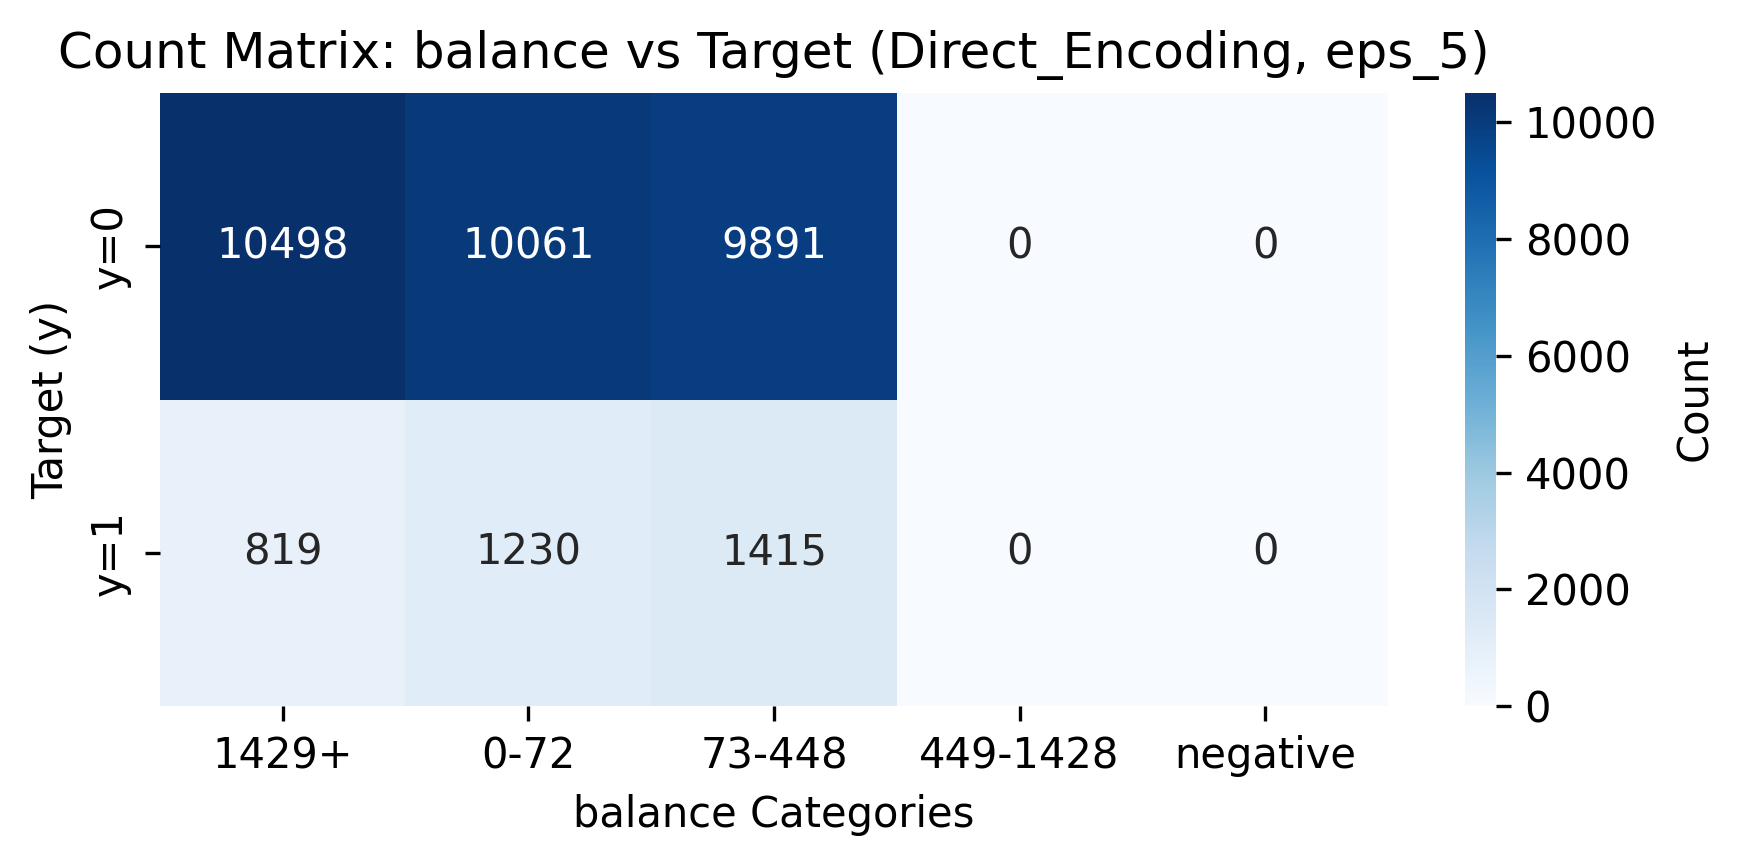 Count Matrix: balance vs Target (Direct_Encoding, eps_5)
Target (y)
y=0
10498 10061 9891 0 0
y=1
819 1230 1415 0 0
1429+ 0-72 73-448 449-1428 negative
balance Categories
10000
8000
6000
4000
2000
0
Count